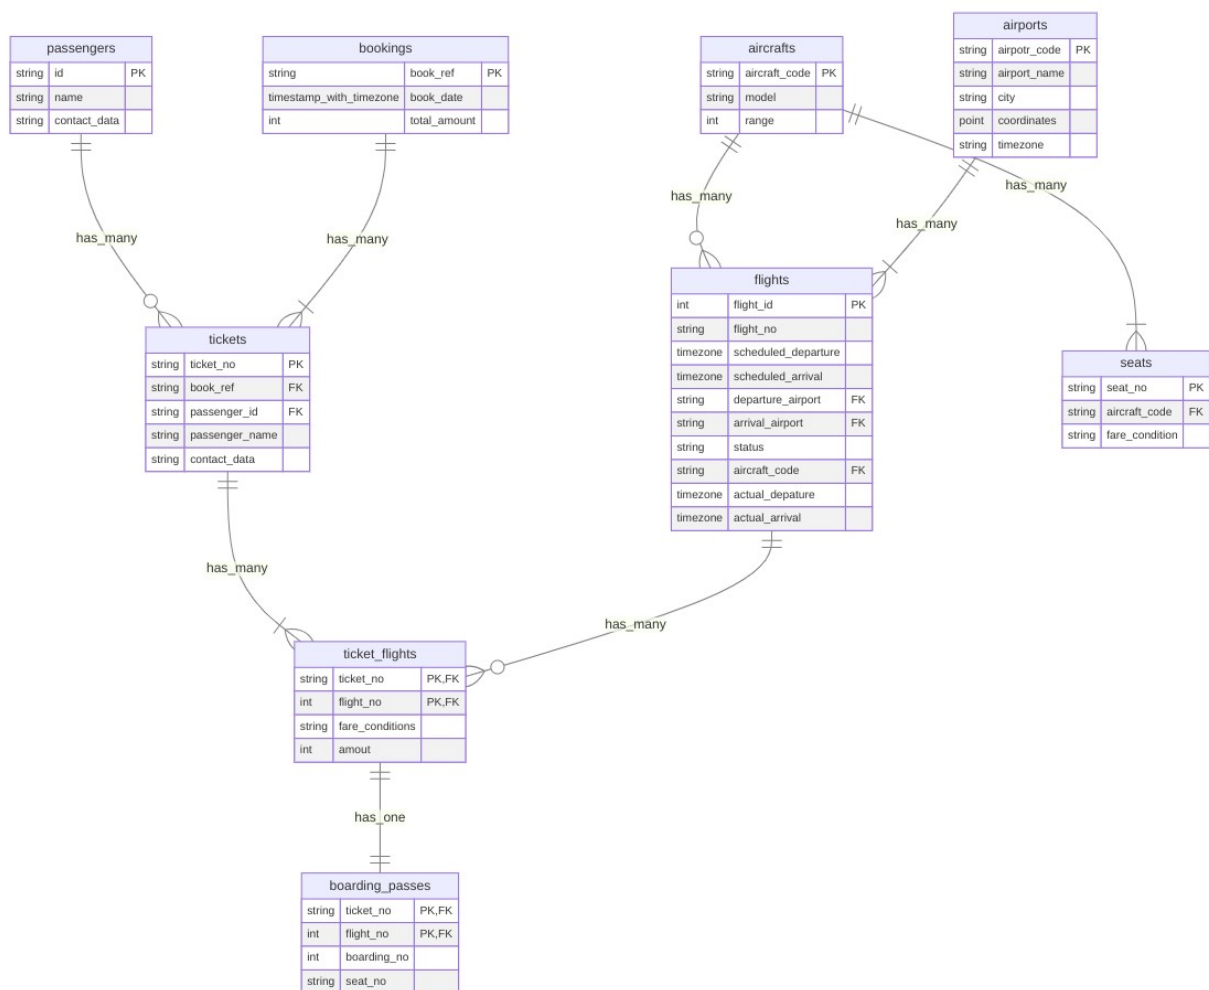 passengers
string id PK
string name
string contact_data
bookings
string book_ref PK
timestamp_with_timezone book_date
int total_amount
aircrafts
string aircraft_code PK
string model
int range
airports
string airpotr_code PK
string airport_name
string city
point coordinates
string timezone
has_many
has_many
has_many
has_many
has_many
tickets
string ticket_no PK
string book_ref FK
string passenger_id FK
string passenger_name
string contact_data
flights
int flight_id PK
string flight_no
timezone scheduled_departure
timezone scheduled_arrival
string departure_airport FK
string arrival_airport FK
string status
string aircraft_code FK
timezone actual_depature
timezone actual_arrival
seats
string seat_no PK
string aircraft_code FK
string fare_condition
has_many
has_many
ticket_flights
string ticket_no PK,FK
int flight_no PK,FK
string fare_conditions
int amout
has_one
boarding_passes
string ticket_no PK,FK
int flight_no PK,FK
int boarding_no
string seat_no